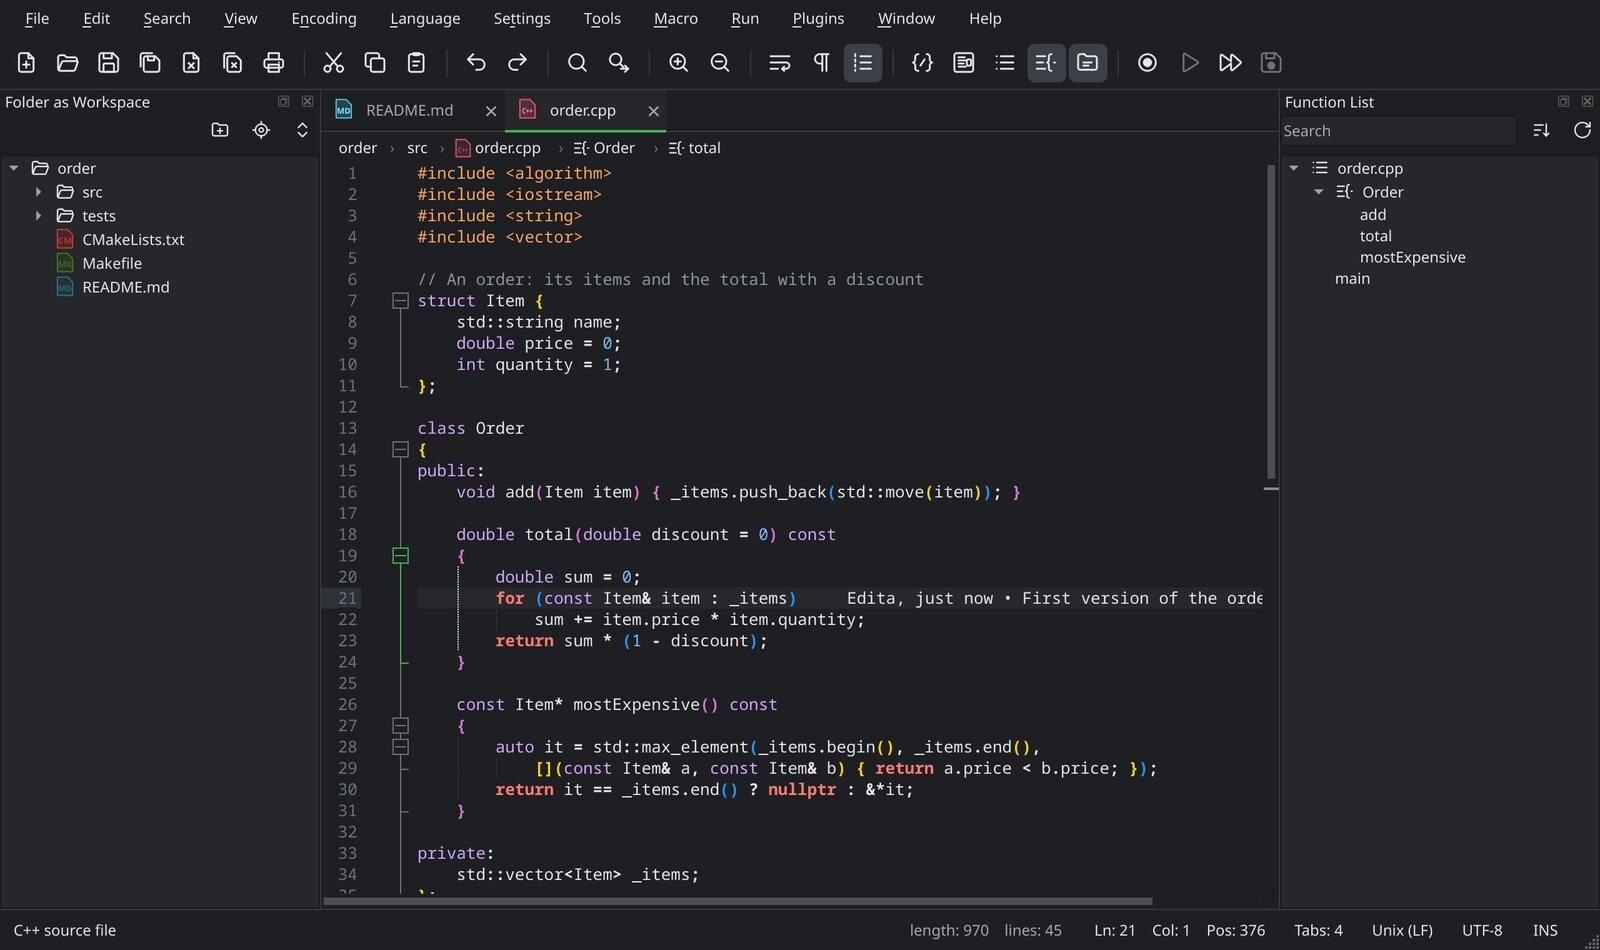 File Edit Search View Encoding Language Settings Tools Macro Run Plugins Window Help
Folder as Workspace
order
src
tests
CMakeLists.txt
Makefile
README.md
README.md order.cpp
order › src › order.cpp › Order › total
1 #include <algorithm>
2 #include <iostream>
3 #include <string>
4 #include <vector>
5
6 // An order: its items and the total with a discount
7 struct Item {
8     std::string name;
9     double price = 0;
10     int quantity = 1;
11 };
12
13 class Order
14 {
15 public:
16     void add(Item item) { _items.push_back(std::move(item)); }
17
18     double total(double discount = 0) const
19     {
20         double sum = 0;
21         for (const Item& item : _items)     Edita, just now • First version of the orde
22             sum += item.price * item.quantity;
23         return sum * (1 - discount);
24     }
25
26     const Item* mostExpensive() const
27     {
28         auto it = std::max_element(_items.begin(), _items.end(),
29             [](const Item& a, const Item& b) { return a.price < b.price; });
30         return it == _items.end() ? nullptr : &*it;
31     }
32
33 private:
34     std::vector<Item> _items;
35 };
Function List
Search
order.cpp
Order
add
total
mostExpensive
main
C++ source file length: 970 lines: 45 Ln: 21 Col: 1 Pos: 376 Tabs: 4 Unix (LF) UTF-8 INS